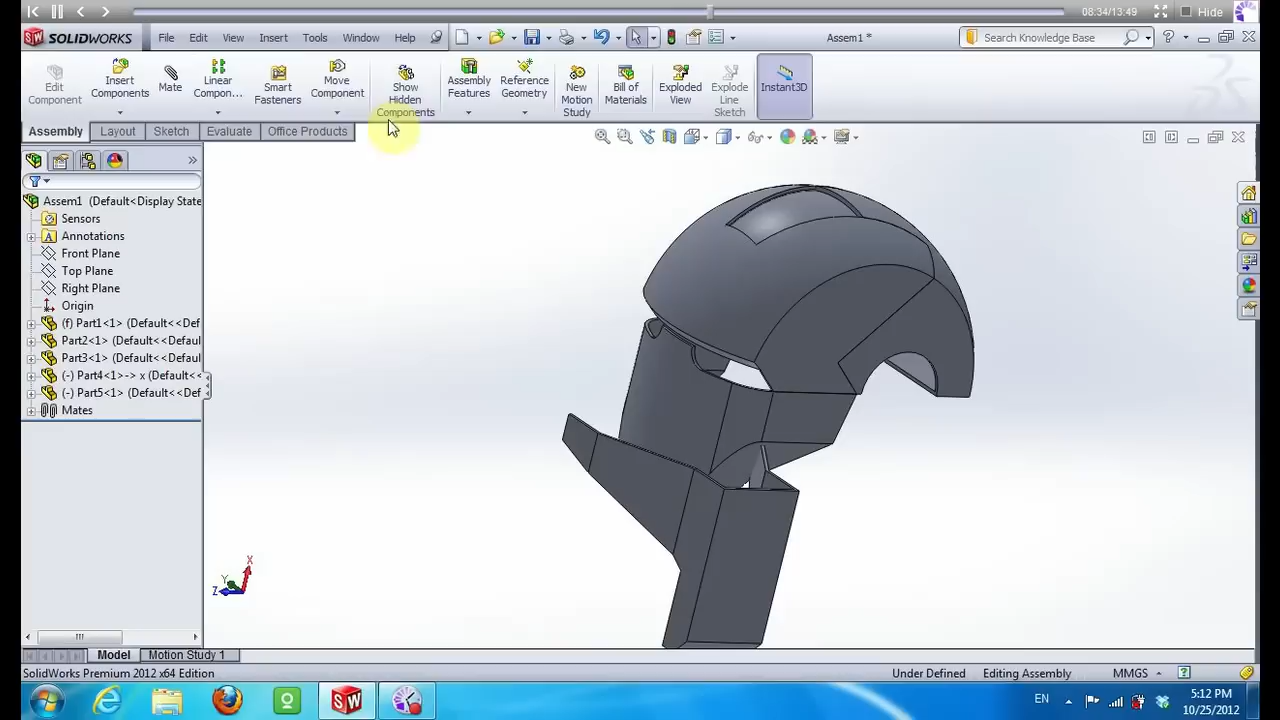 08:34/13:49
Hide
SOLIDWORKS
File Edit View Insert Tools Window Help
Assem1 *
Search Knowledge Base
Edit Component
Insert Components
Mate
Linear Compon...
Smart Fasteners
Move Component
Show Hidden Components
Assembly Features
Reference Geometry
New Motion Study
Bill of Materials
Exploded View
Explode Line Sketch
Instant3D
Assembly Layout Sketch Evaluate Office Products
Assem1 (Default<Display State
Sensors
Annotations
Front Plane
Top Plane
Right Plane
Origin
(f) Part1<1> (Default<<Def
Part2<1> (Default<<Defaul
Part3<1> (Default<<Defaul
(-) Part4<1>-> x (Default<<
(-) Part5<1> (Default<<Def
Mates
X
Y
Z
Model Motion Study 1
SolidWorks Premium 2012 x64 Edition
Under Defined Editing Assembly MMGS
EN
5:12 PM
10/25/2012